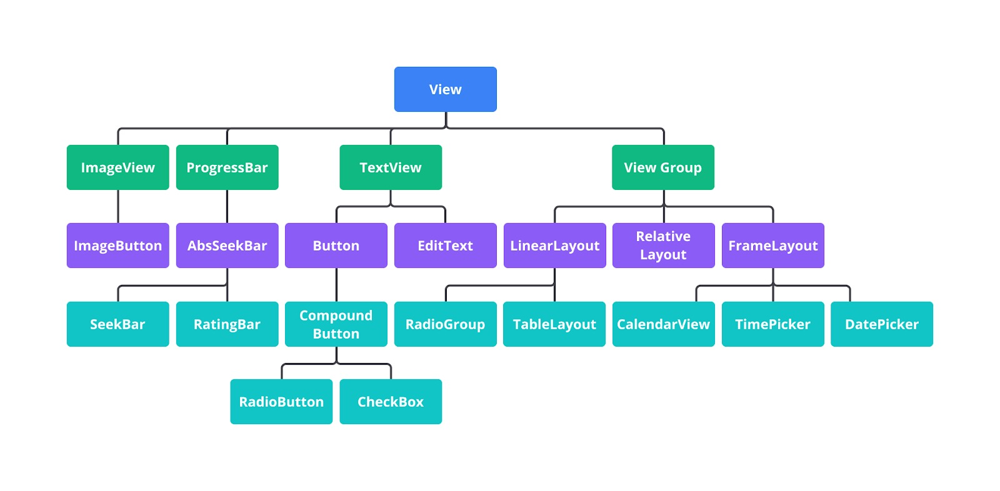 View
ImageView
ProgressBar
TextView
View Group
ImageButton
AbsSeekBar
Button
EditText
LinearLayout
Relative
Layout
FrameLayout
SeekBar
RatingBar
Compound
Button
RadioGroup
TableLayout
CalendarView
TimePicker
DatePicker
RadioButton
CheckBox